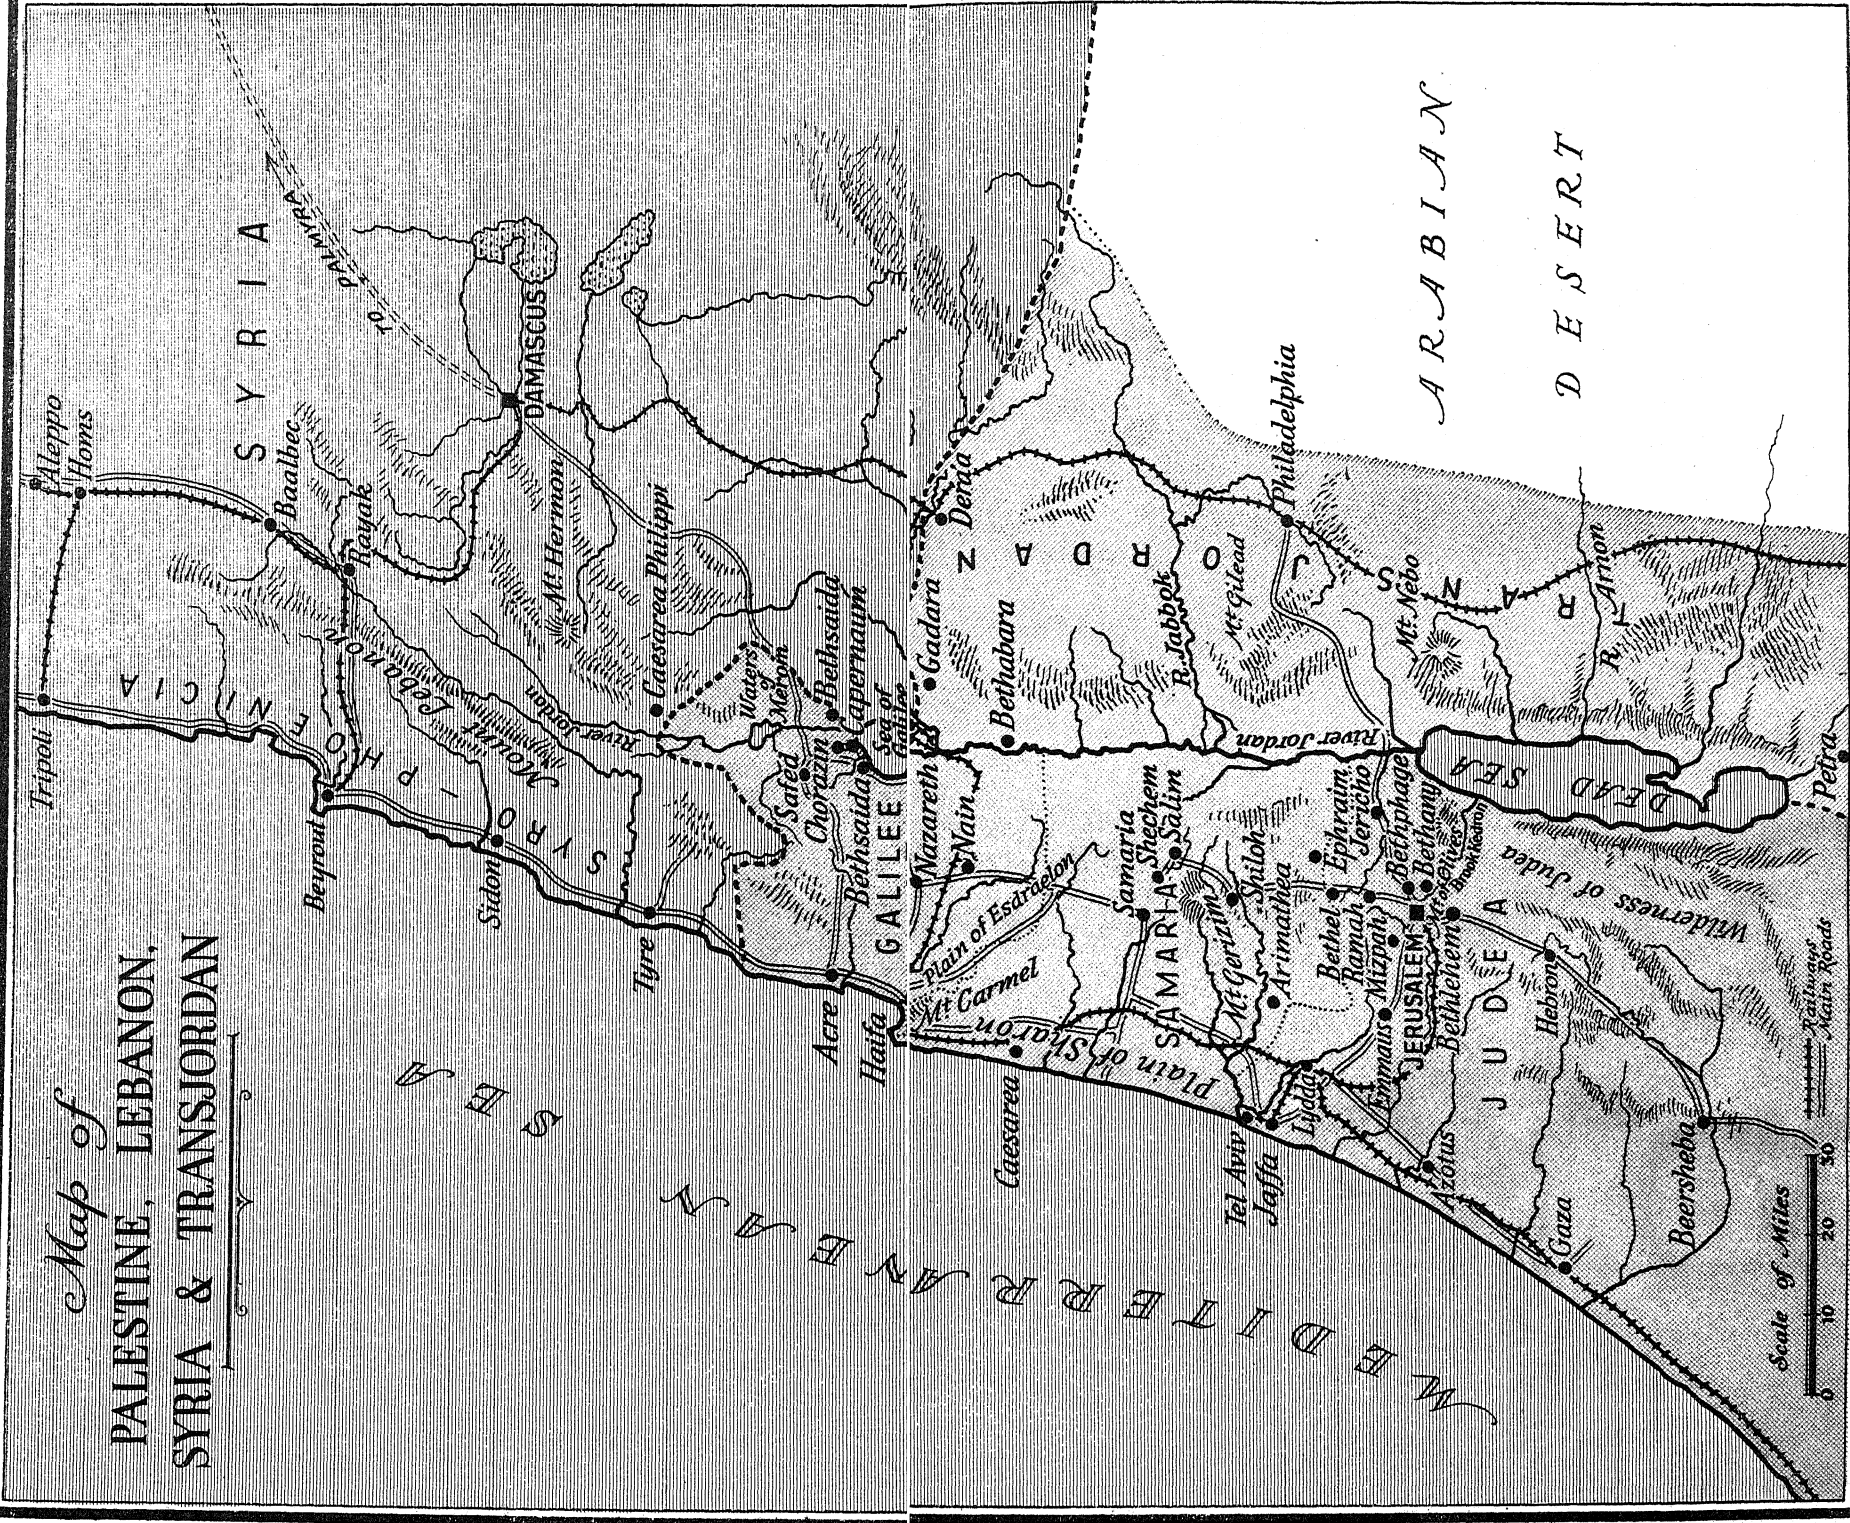 Map of
PALESTINE, LEBANON,
SYRIA & TRANSJORDAN
Aleppo
Homs
Tripoli
SYRIA
TO PALMYRA
Baalbec
Rayak
DAMASCUS
SYRO-PHOENICIA
Mount Lebanon
Beyrout
Sidon
Tyre
Mt. Hermon
River Jordan
Caesarea Philippi
Waters
of
Merom
Safed
Chorazin
Bethsaida
Capernaum
Bethsaida
Sea of
Galilee
GALILEE
Acre
Haifa
Nazareth
Nain
Gadara
Deraa
Bethabara
Plain of Esdraelon
Mt Carmel
Caesarea
Plain of Sharon
SAMARIA
Samaria
Shechem
Salim
Mt. Gerizim
Shiloh
Arimathea
R. Jabbok
Mt. Gilead
TRANSJORDAN
Philadelphia
River Jordan
Tel Aviv
Jaffa
Lydda
Ephraim
Jericho
Bethel
Ramah
Mizpah
Emmaus
Bethphage
Bethany
Mt of Olives
Brook Kedron
JERUSALEM
Bethlehem
Mt. Nebo
R. Arnon
DEAD SEA
Wilderness of Judea
JUDEA
Hebron
Azotus
Gaza
Beersheba
Petra
ARABIAN
DESERT
MEDITERRANEAN SEA
Railways
Main Roads
Scale of Miles
0 10 20 30